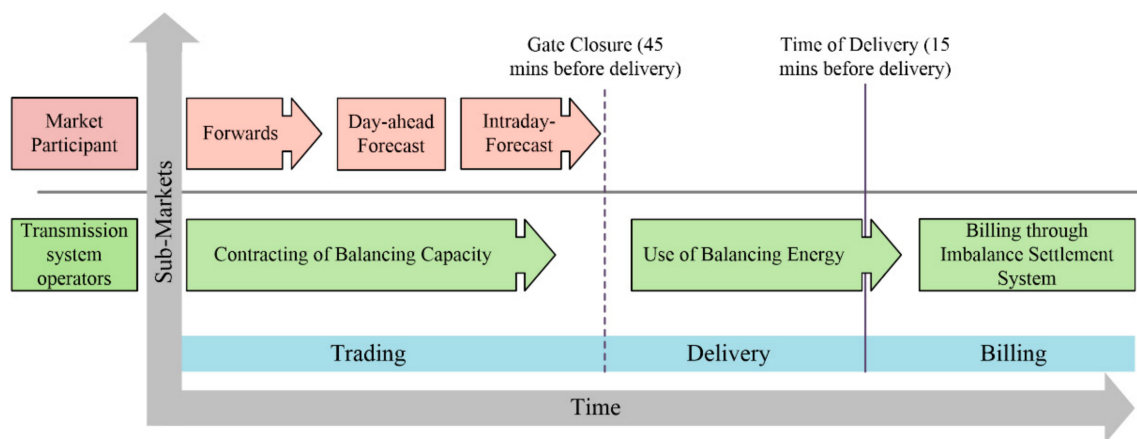 Gate Closure (45
mins before delivery)
Time of Delivery (15
mins before delivery)
Market
Participant
Forwards
Day-ahead
Forecast
Intraday-
Forecast
Sub-Markets
Transmission
system
operators
Contracting of Balancing Capacity
Use of Balancing Energy
Billing through
Imbalance Settlement
System
Trading
Delivery
Billing
Time